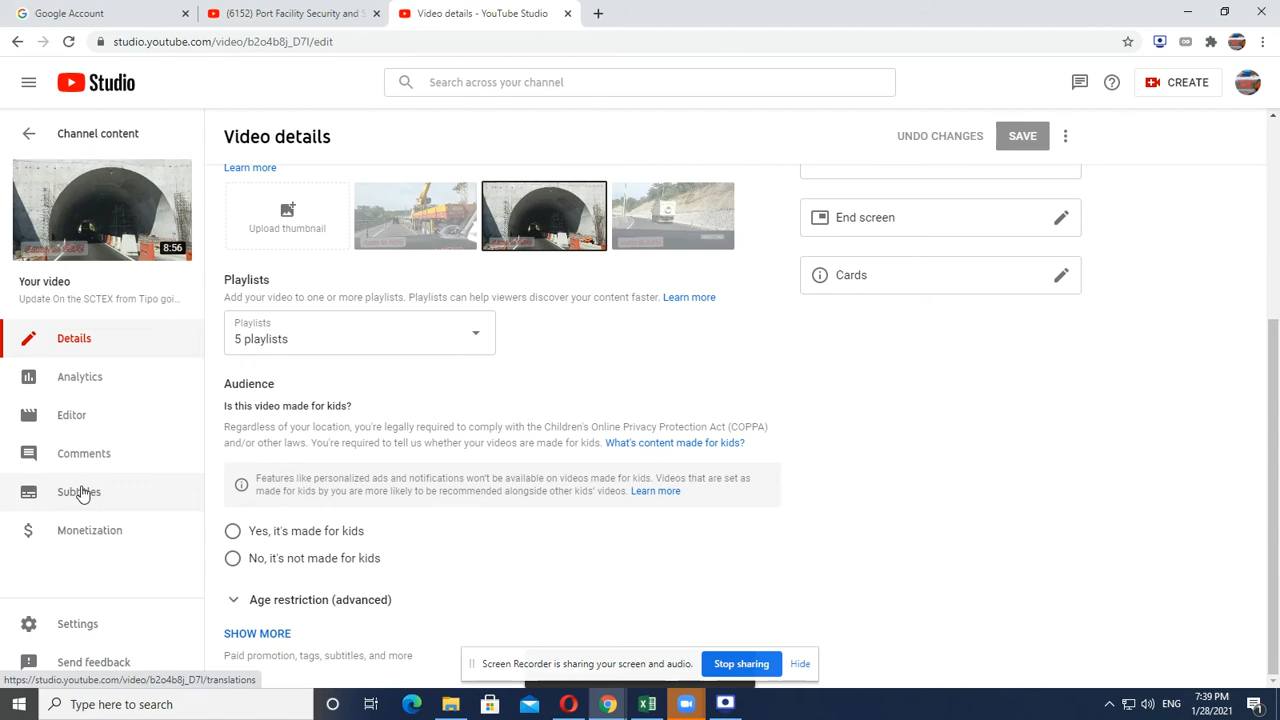 Google Account
(6152) Port Facility Security and S
Video details - YouTube Studio
studio.youtube.com/video/b2o4b8j_D7I/edit
Studio
Search across your channel
CREATE
Channel content
Video details
UNDO CHANGES
SAVE
Learn more
8:56
Upload thumbnail
End screen
Cards
Your video
Update On the SCTEX from Tipo goi...
Playlists
Add your video to one or more playlists. Playlists can help viewers discover your content faster. Learn more
Playlists
5 playlists
Details
Analytics
Editor
Comments
Subtitles
Monetization
Audience
Is this video made for kids?
Regardless of your location, you're legally required to comply with the Children's Online Privacy Protection Act (COPPA)
and/or other laws. You're required to tell us whether your videos are made for kids. What's content made for kids?
Features like personalized ads and notifications won't be available on videos made for kids. Videos that are set as
made for kids by you are more likely to be recommended alongside other kids' videos. Learn more
Yes, it's made for kids
No, it's not made for kids
Age restriction (advanced)
SHOW MORE
Paid promotion, tags, subtitles, and more
Settings
Send feedback
Screen Recorder is sharing your screen and audio.
Stop sharing
Hide
https://studio.youtube.com/video/b2o4b8j_D7I/translations
Type here to search
ENG
7:39 PM
1/28/2021
1